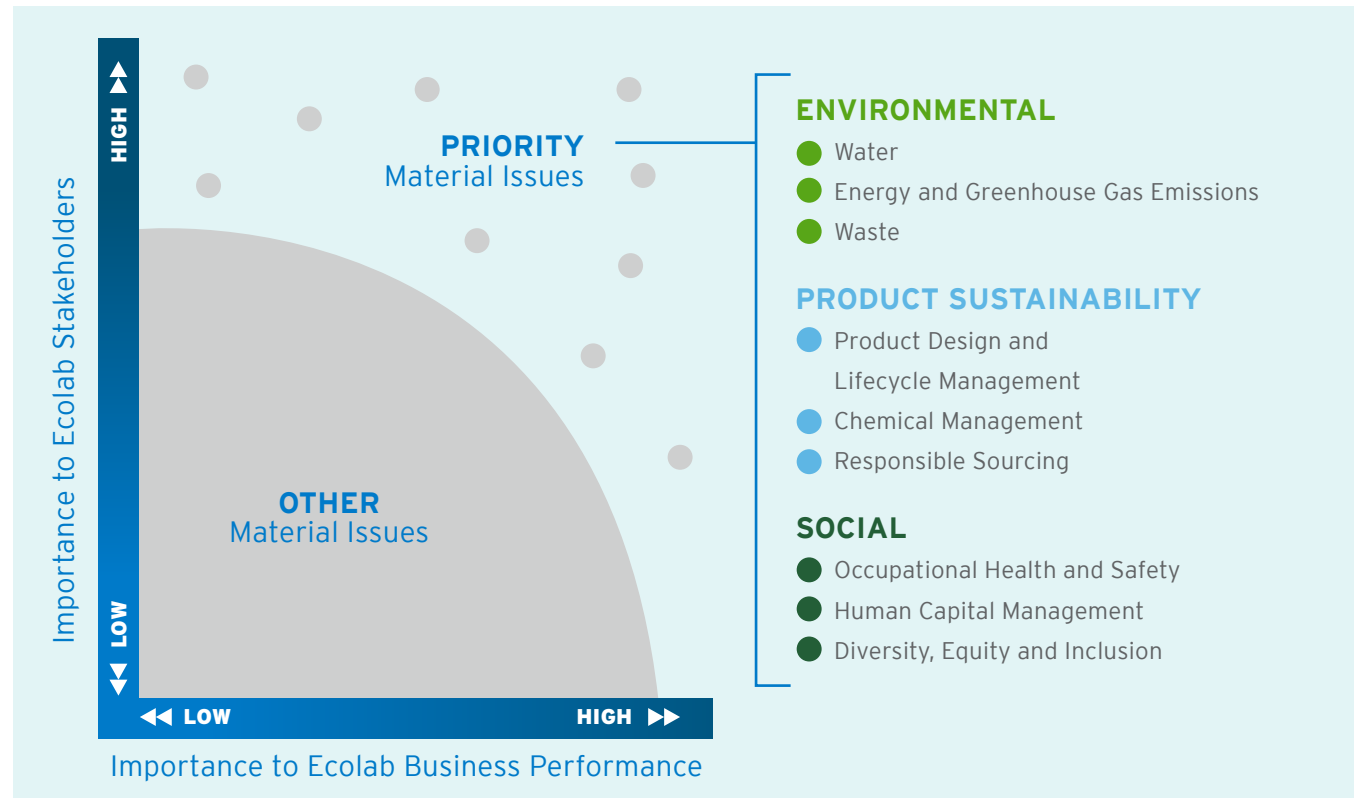 Importance to Ecolab Stakeholders
HIGH
LOW
PRIORITY
Material Issues
OTHER
Material Issues
LOW
HIGH
Importance to Ecolab Business Performance
ENVIRONMENTAL
Water
Energy and Greenhouse Gas Emissions
Waste
PRODUCT SUSTAINABILITY
Product Design and
Lifecycle Management
Chemical Management
Responsible Sourcing
SOCIAL
Occupational Health and Safety
Human Capital Management
Diversity, Equity and Inclusion